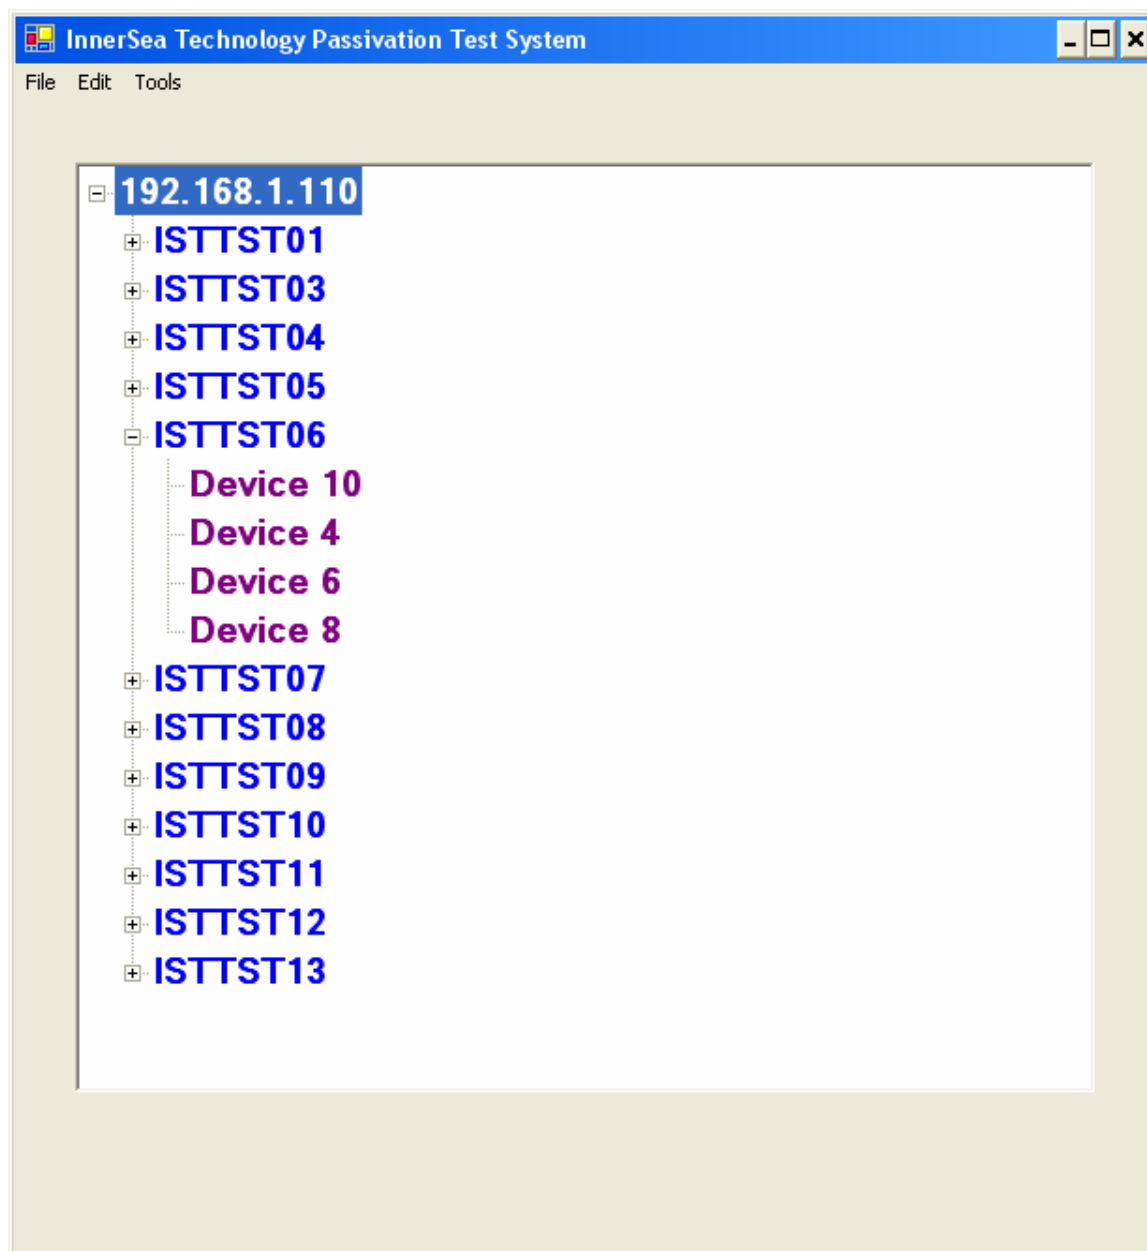 InnerSea Technology Passivation Test System
File Edit Tools
192.168.1.110
ISTTST01
ISTTST03
ISTTST04
ISTTST05
ISTTST06
Device 10
Device 4
Device 6
Device 8
ISTTST07
ISTTST08
ISTTST09
ISTTST10
ISTTST11
ISTTST12
ISTTST13